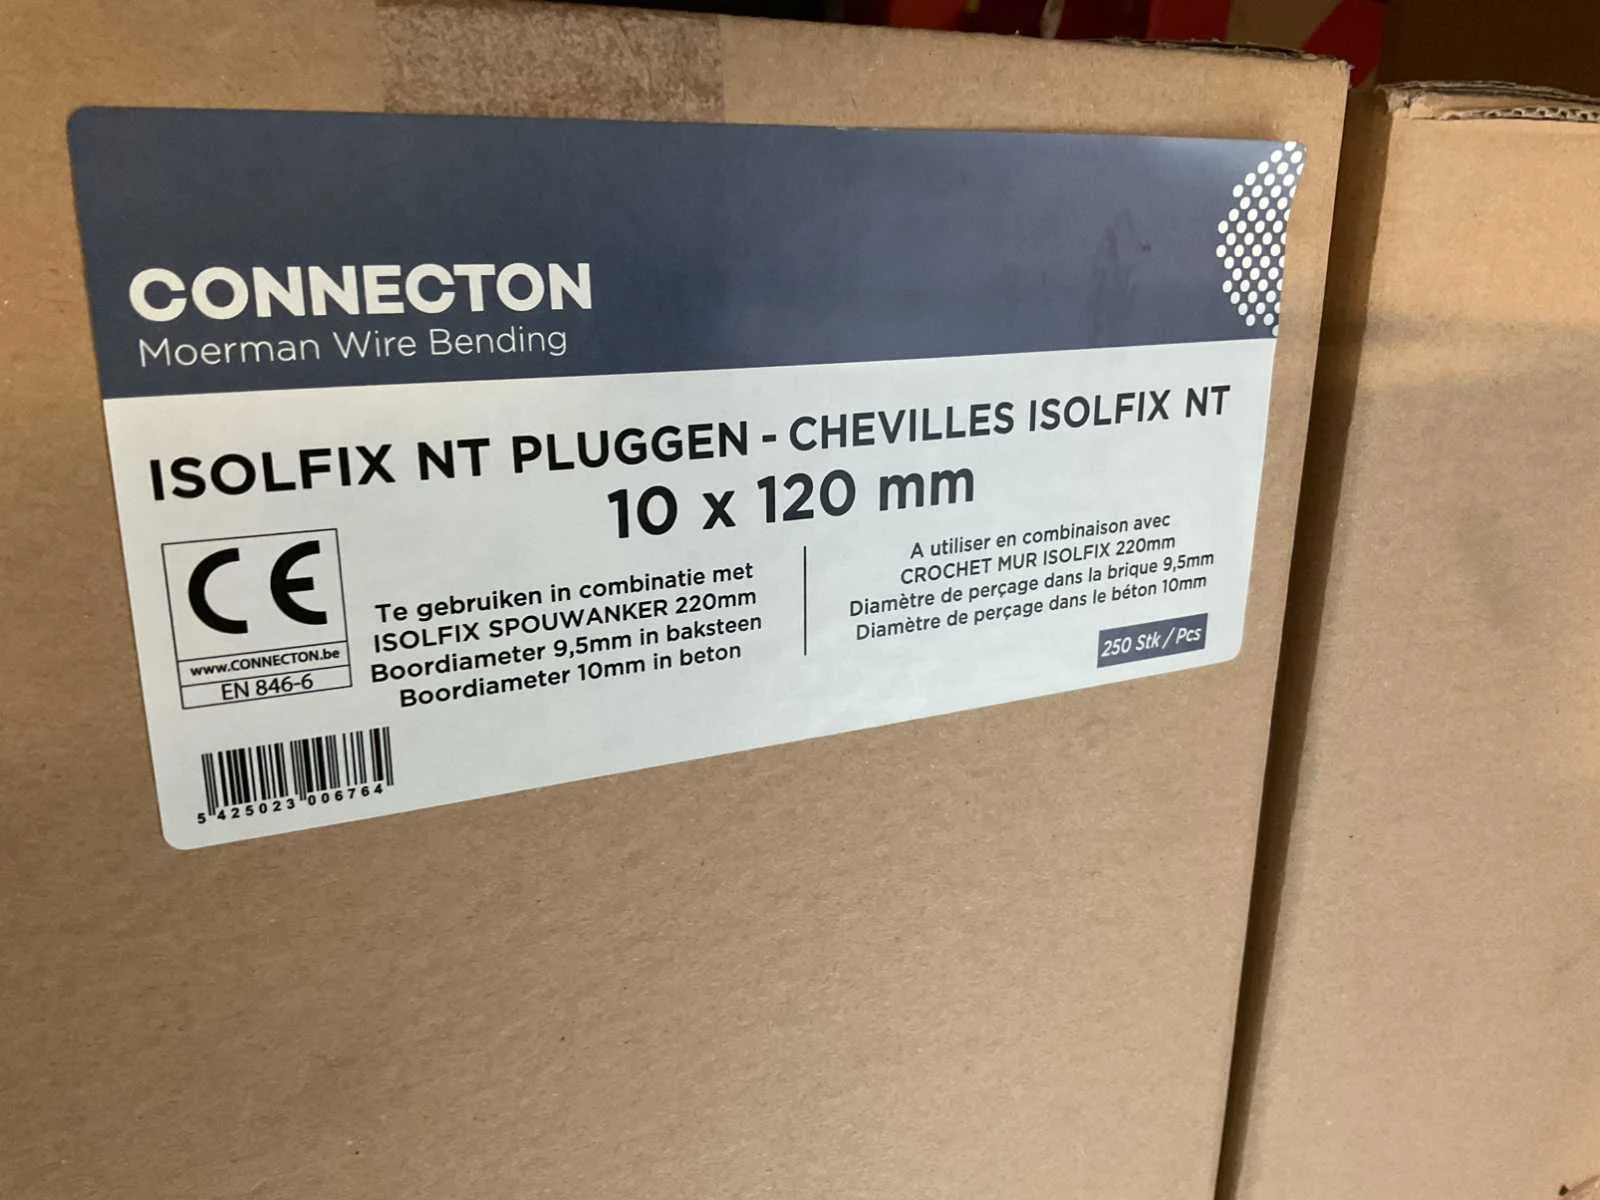 CONNECTON
Moerman Wire Bending
ISOLFIX NT PLUGGEN - CHEVILLES ISOLFIX NT
10 x 120 mm
CE
www.CONNECTON.be
EN 846-6
Te gebruiken in combinatie met
ISOLFIX SPOUWANKER 220mm
Boordiameter 9,5mm in baksteen
Boordiameter 10mm in beton
A utiliser en combinaison avec
CROCHET MUR ISOLFIX 220mm
Diamètre de perçage dans la brique 9,5mm
Diamètre de perçage dans le béton 10mm
250 Stk / Pcs
5 425023 006764